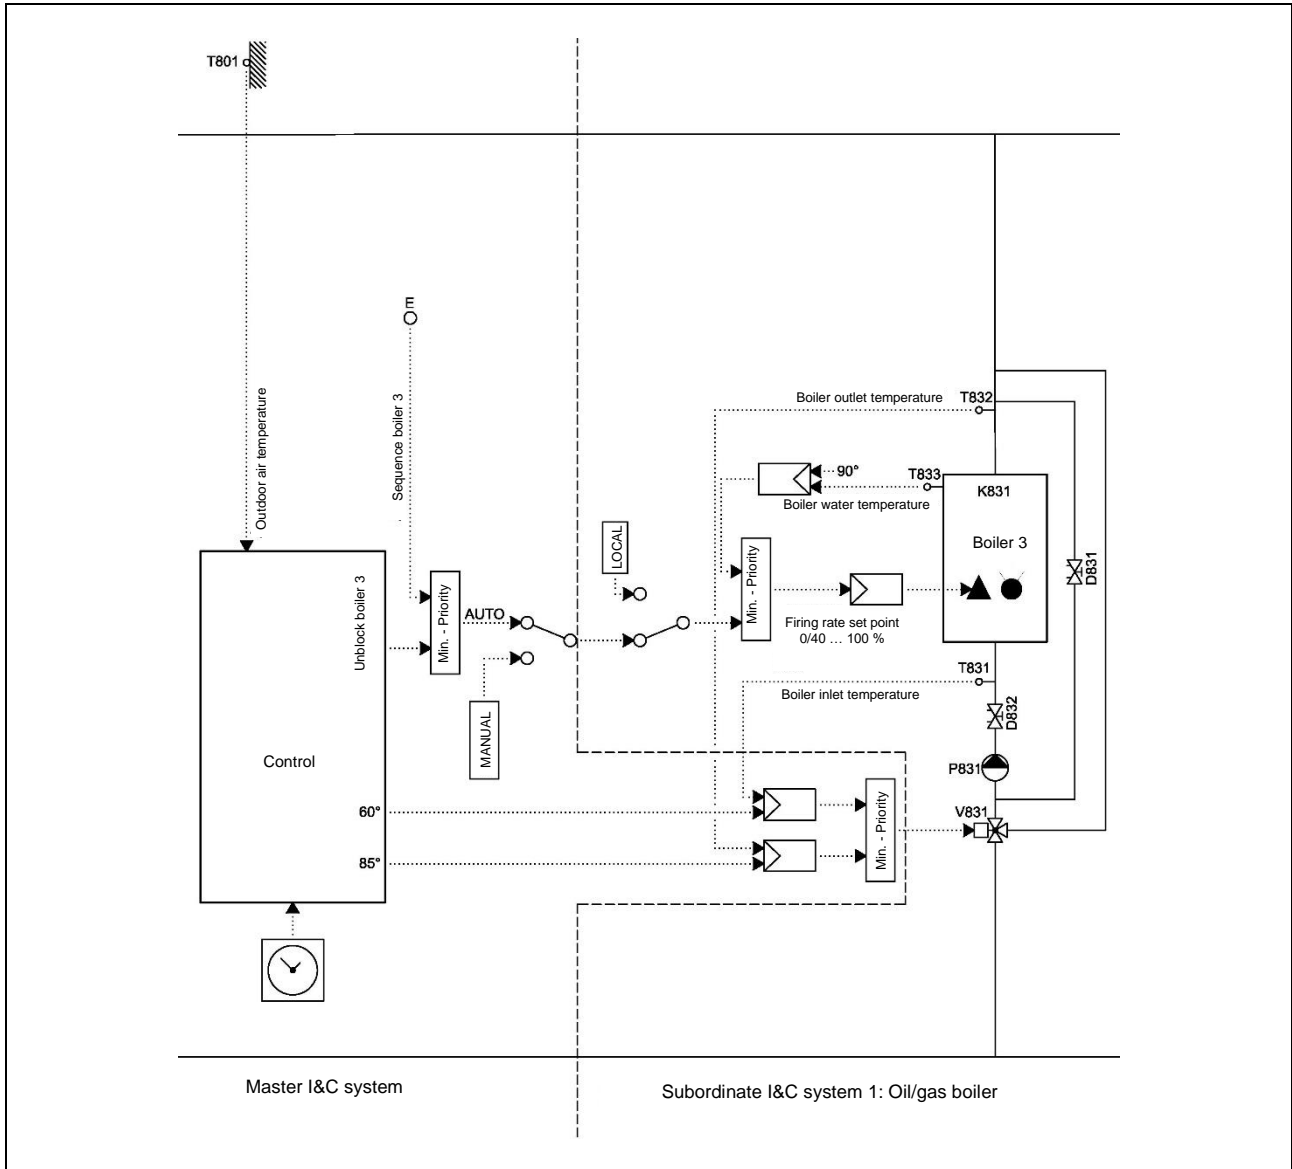 T801
E
Outdoor air temperature
Sequence boiler 3
Boiler outlet temperature
T832
90°
T833
Boiler water temperature
K831
Boiler 3
D831
LOCAL
Min. - Priority
Unblock boiler 3
Min. - Priority
AUTO
Firing rate set point
0/40 ... 100 %
MANUAL
T831
Boiler inlet temperature
D832
Control
P831
60°
Min. - Priority
V831
85°
Master I&C system
Subordinate I&C system 1: Oil/gas boiler